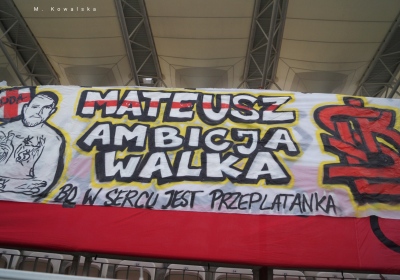 M. Kowalska
MATEUSZ
AMBICJA
WALKA
BO W SERCU JEST PRZEPLATANKA